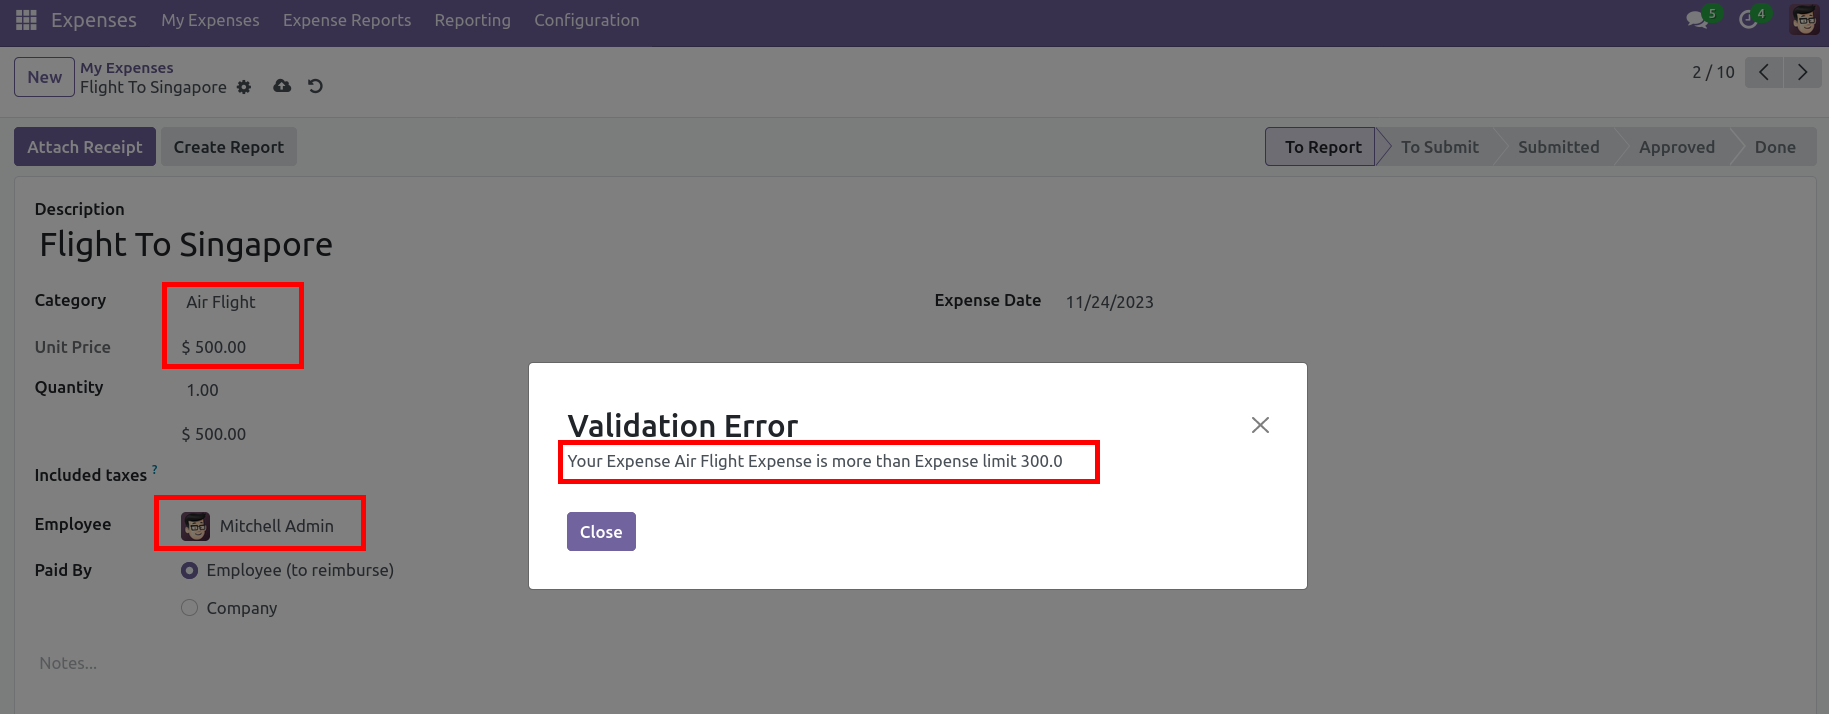 Expenses My Expenses Expense Reports Reporting Configuration 5 4
New My Expenses
Flight To Singapore
2 / 10
Attach Receipt Create Report To Report To Submit Submitted Approved Done
Description
Flight To Singapore
Category Air Flight Expense Date 11/24/2023
Unit Price $ 500.00
Quantity 1.00
$ 500.00
Validation Error
Your Expense Air Flight Expense is more than Expense limit 300.0
Close
Included taxes ?
Employee Mitchell Admin
Paid By Employee (to reimburse)
Company
Notes...